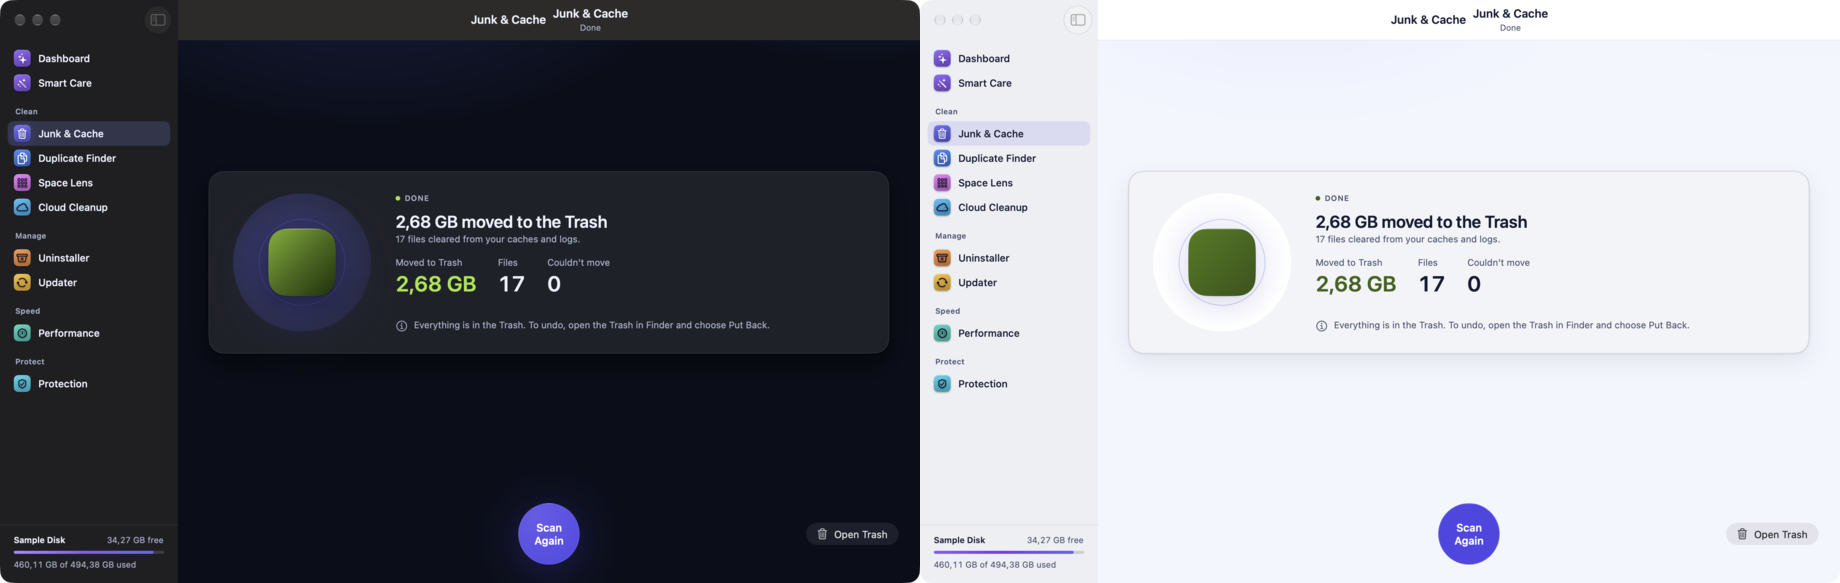 Junk & Cache
Junk & Cache
Done
Dashboard
Smart Care
Clean
Junk & Cache
Duplicate Finder
Space Lens
Cloud Cleanup
Manage
Uninstaller
Updater
Speed
Performance
Protect
Protection
Sample Disk
34,27 GB free
460,11 GB of 494,38 GB used
DONE
2,68 GB moved to the Trash
17 files cleared from your caches and logs.
Moved to Trash
Files
Couldn't move
2,68 GB
17
0
Everything is in the Trash. To undo, open the Trash in Finder and choose Put Back.
Scan
Again
Open Trash
Junk & Cache
Junk & Cache
Done
Dashboard
Smart Care
Clean
Junk & Cache
Duplicate Finder
Space Lens
Cloud Cleanup
Manage
Uninstaller
Updater
Speed
Performance
Protect
Protection
Sample Disk
34,27 GB free
460,11 GB of 494,38 GB used
DONE
2,68 GB moved to the Trash
17 files cleared from your caches and logs.
Moved to Trash
Files
Couldn't move
2,68 GB
17
0
Everything is in the Trash. To undo, open the Trash in Finder and choose Put Back.
Scan
Again
Open Trash